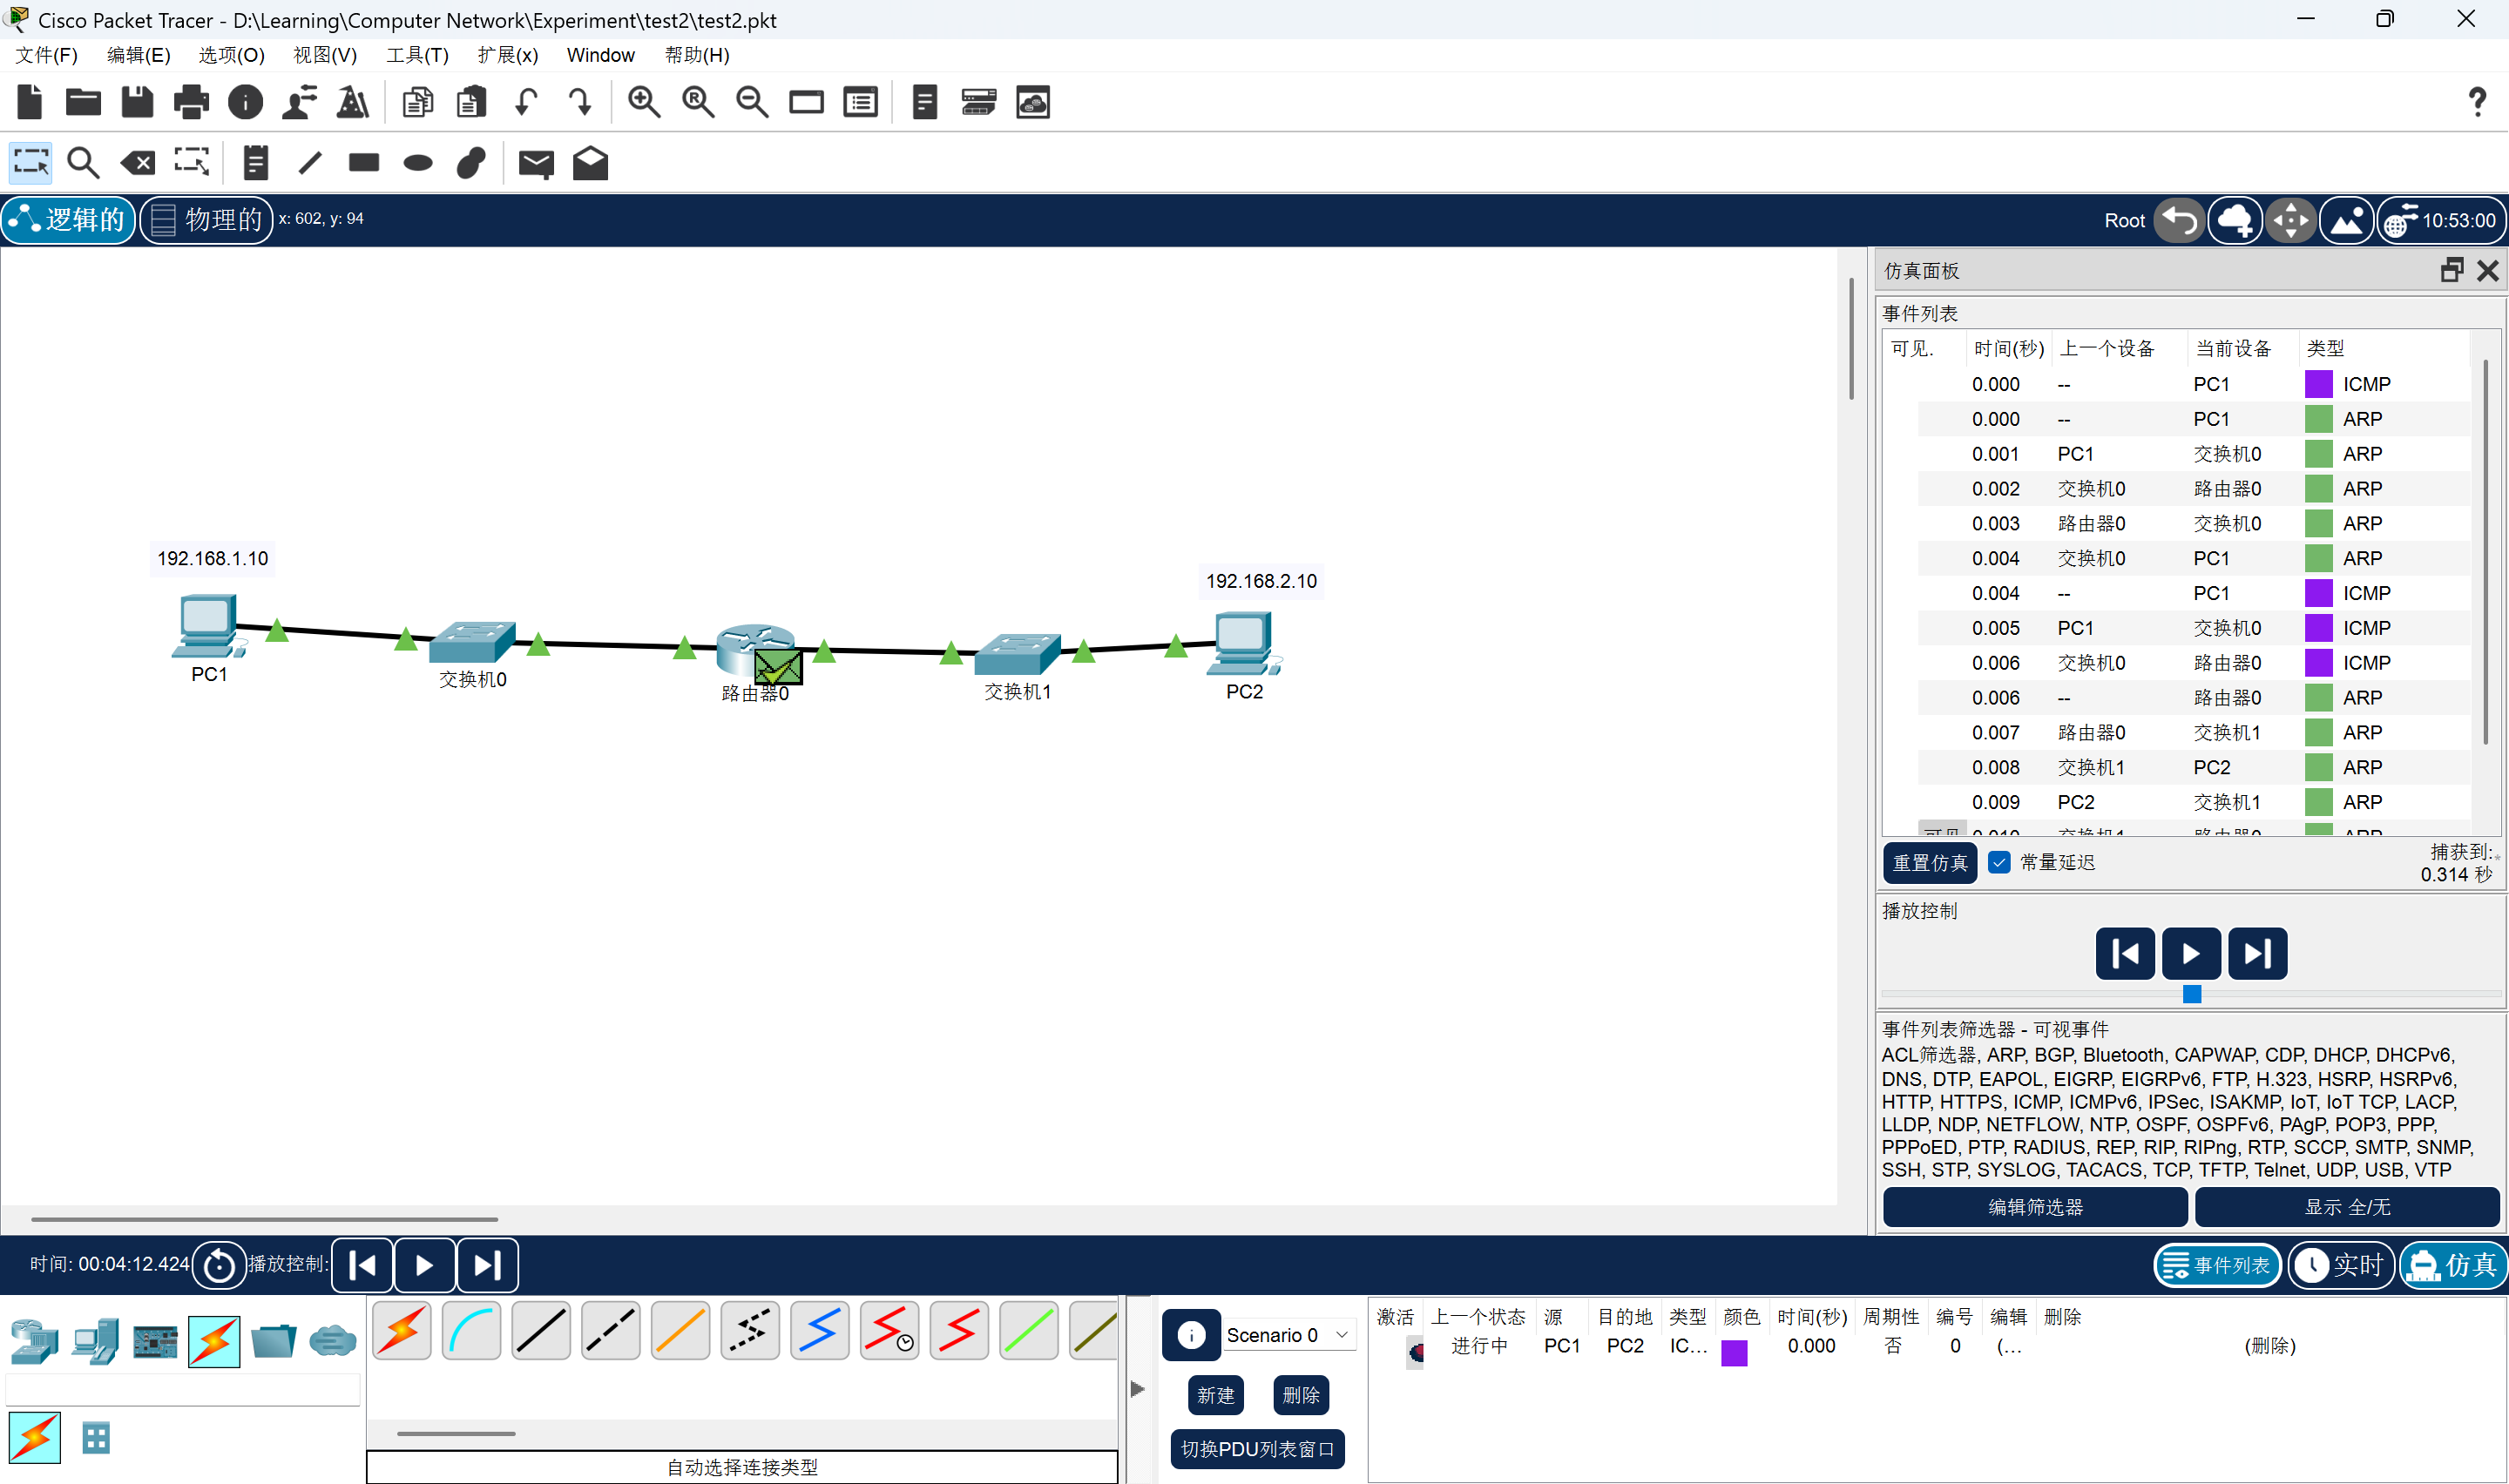 Cisco Packet Tracer - D:\Learning\Computer Network\Experiment\test2\test2.pkt
文件(F) 编辑(E) 选项(O) 视图(V) 工具(T) 扩展(x) Window 帮助(H)
逻辑的 物理的 x: 602, y: 94 Root 10:53:00
仿真面板
事件列表
可见. 时间(秒) 上一个设备 当前设备 类型
0.000 -- PC1 ICMP
0.000 -- PC1 ARP
0.001 PC1 交换机0 ARP
0.002 交换机0 路由器0 ARP
0.003 路由器0 交换机0 ARP
0.004 交换机0 PC1 ARP
0.004 -- PC1 ICMP
0.005 PC1 交换机0 ICMP
0.006 交换机0 路由器0 ICMP
0.006 -- 路由器0 ARP
0.007 路由器0 交换机1 ARP
0.008 交换机1 PC2 ARP
0.009 PC2 交换机1 ARP
可见 0.010 交换机1 路由器0 ARP
重置仿真 常量延迟 捕获到:*
0.314 秒
播放控制
事件列表筛选器 - 可视事件
ACL筛选器, ARP, BGP, Bluetooth, CAPWAP, CDP, DHCP, DHCPv6,
DNS, DTP, EAPOL, EIGRP, EIGRPv6, FTP, H.323, HSRP, HSRPv6,
HTTP, HTTPS, ICMP, ICMPv6, IPSec, ISAKMP, IoT, IoT TCP, LACP,
LLDP, NDP, NETFLOW, NTP, OSPF, OSPFv6, PAgP, POP3, PPP,
PPPoED, PTP, RADIUS, REP, RIP, RIPng, RTP, SCCP, SMTP, SNMP,
SSH, STP, SYSLOG, TACACS, TCP, TFTP, Telnet, UDP, USB, VTP
编辑筛选器 显示 全/无
192.168.1.10
192.168.2.10
PC1
交换机0
路由器0
交换机1
PC2
时间: 00:04:12.424 播放控制: 事件列表 实时 仿真
自动选择连接类型
Scenario 0
新建 删除
切换PDU列表窗口
激活 上一个状态 源 目的地 类型 颜色 时间(秒) 周期性 编号 编辑 删除
进行中 PC1 PC2 IC... 0.000 否 0 (... (删除)